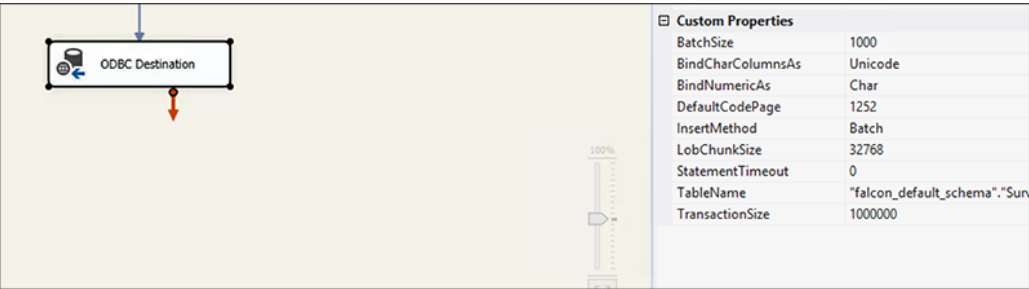 ODBC Destination
100%
Custom Properties
BatchSize 1000
BindCharColumnsAs Unicode
BindNumericAs Char
DefaultCodePage 1252
InsertMethod Batch
LobChunkSize 32768
StatementTimeout 0
TableName "falcon_default_schema"."Surv
TransactionSize 1000000